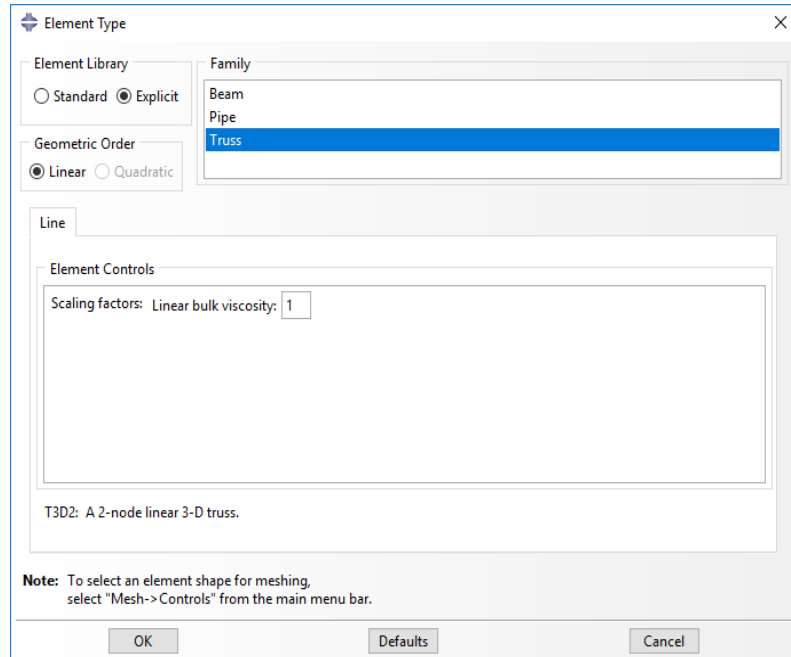 Element Type
Element Library
Standard Explicit
Family
Beam
Pipe
Truss
Geometric Order
Linear Quadratic
Line
Element Controls
Scaling factors: Linear bulk viscosity: 1
T3D2: A 2-node linear 3-D truss.
Note: To select an element shape for meshing,
select "Mesh->Controls" from the main menu bar.
OK Defaults Cancel